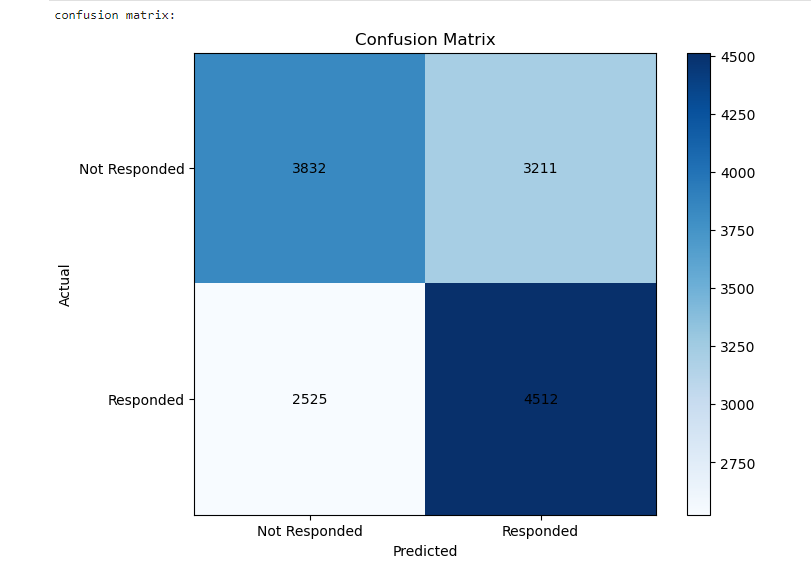 confusion matrix:
Confusion Matrix
Not Responded
3832
3211
Responded
2525
4512
Not Responded
Responded
Predicted
Actual
4500
4250
4000
3750
3500
3250
3000
2750